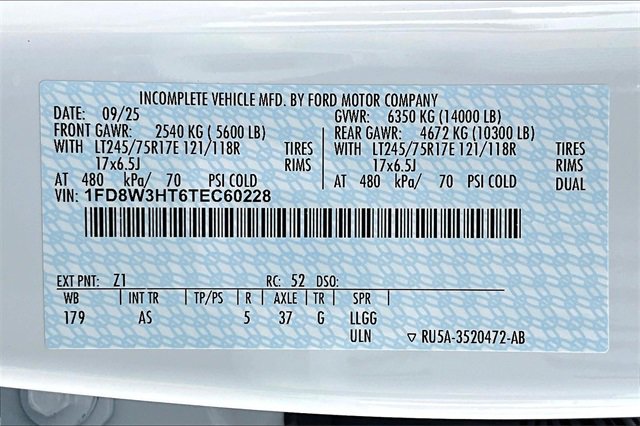 INCOMPLETE VEHICLE MFD. BY FORD MOTOR COMPANY
DATE: 09/25 GVWR: 6350 KG (14000 LB)
FRONT GAWR: 2540 KG ( 5600 LB) REAR GAWR: 4672 KG (10300 LB)
WITH LT245/75R17E 121/118R TIRES WITH LT245/75R17E 121/118R TIRES
17x6.5J RIMS 17x6.5J RIMS
AT 480 kPa/ 70 PSI COLD AT 480 kPa/ 70 PSI COLD DUAL
VIN: 1FD8W3HT6TEC60228
EXT PNT: Z1 RC: 52 DSO:
WB INT TR TP/PS R AXLE TR SPR
179 AS 5 37 G LLGG
ULN ▽ RU5A-3520472-AB